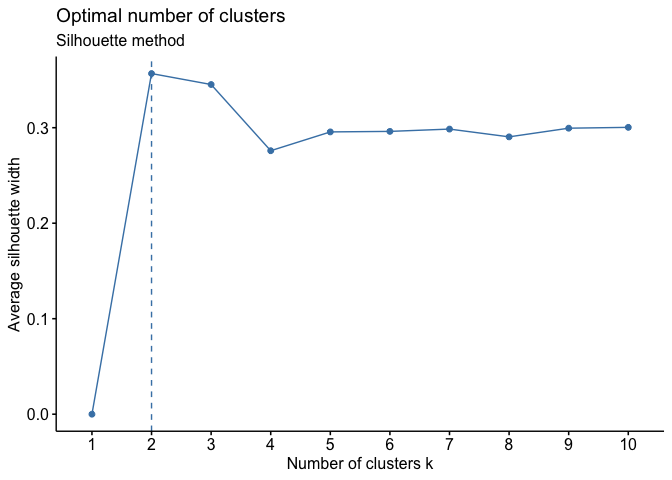 Optimal number of clusters
Silhouette method
Average silhouette width
0.3
0.2
0.1
0.0
1 2 3 4 5 6 7 8 9 10
Number of clusters k